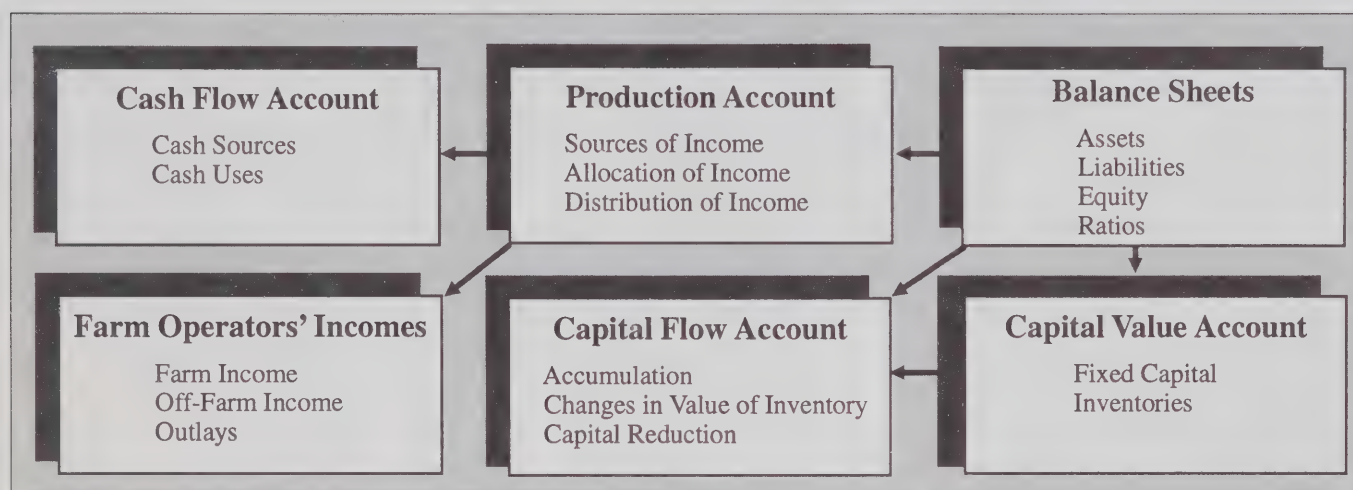 Cash Flow Account
Cash Sources
Cash Uses
Production Account
Sources of Income
Allocation of Income
Distribution of Income
Balance Sheets
Assets
Liabilities
Equity
Ratios
Farm Operators' Incomes
Farm Income
Off-Farm Income
Outlays
Capital Flow Account
Accumulation
Changes in Value of Inventory
Capital Reduction
Capital Value Account
Fixed Capital
Inventories